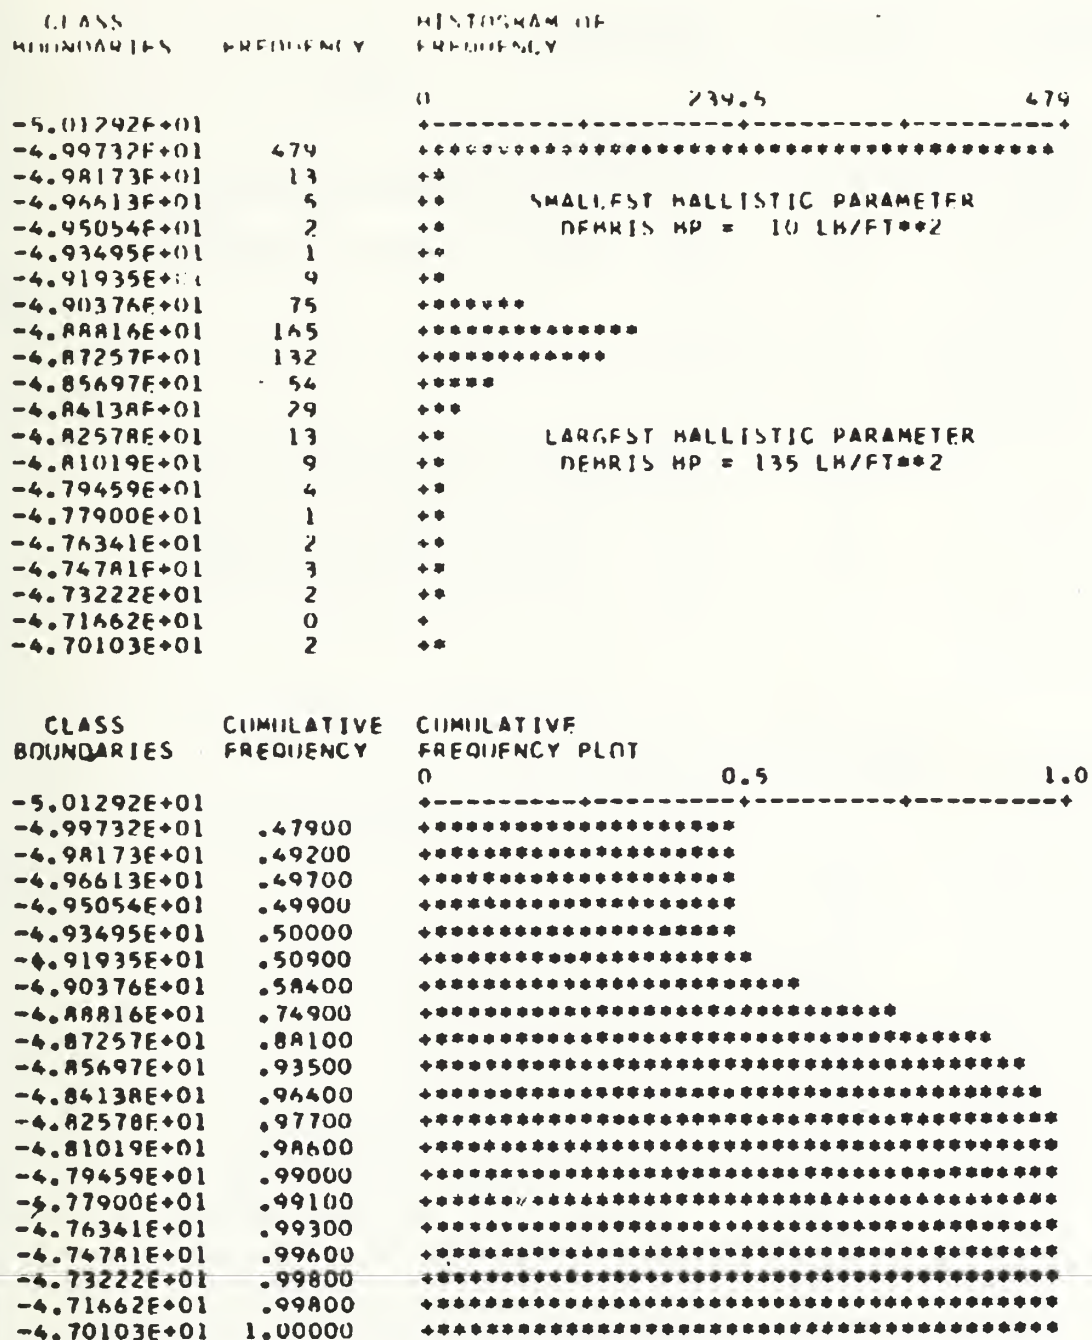 CLASS HISTOGRAM OF
BOUNDARIES FREQUENCY FREQUENCY
0 239.5 479
-5.01292E+01 +---------+---------+---------+---------+
-4.99732E+01 479 +***************************************
-4.98173E+01 13 +*
-4.96613E+01 5 +* SMALLEST BALLISTIC PARAMETER
-4.95054E+01 2 +* DEBRIS BP = 10 LB/FT**2
-4.93495E+01 1 +*
-4.91935E+01 9 +*
-4.90376E+01 75 +******
-4.88816E+01 165 +*************
-4.87257E+01 132 +***********
-4.85697E+01 54 +****
-4.84138E+01 29 +**
-4.82578E+01 13 +* LARGEST BALLISTIC PARAMETER
-4.81019E+01 9 +* DEBRIS BP = 135 LB/FT**2
-4.79459E+01 4 +*
-4.77900E+01 1 +*
-4.76341E+01 2 +*
-4.74781E+01 3 +*
-4.73222E+01 2 +*
-4.71662E+01 0 +
-4.70103E+01 2 +*
CLASS CUMULATIVE CUMULATIVE
BOUNDARIES FREQUENCY FREQUENCY PLOT
0 0.5 1.0
-5.01292E+01 +---------+---------+---------+---------+
-4.99732E+01 .47900 +*******************
-4.98173E+01 .49200 +*******************
-4.96613E+01 .49700 +*******************
-4.95054E+01 .49900 +*******************
-4.93495E+01 .50000 +*******************
-4.91935E+01 .50900 +********************
-4.90376E+01 .58400 +***********************
-4.88816E+01 .74900 +*****************************
-4.87257E+01 .88100 +***********************************
-4.85697E+01 .93500 +*************************************
-4.84138E+01 .96400 +**************************************
-4.82578E+01 .97700 +***************************************
-4.81019E+01 .98600 +***************************************
-4.79459E+01 .99000 +***************************************
-4.77900E+01 .99100 +***************************************
-4.76341E+01 .99300 +***************************************
-4.74781E+01 .99600 +***************************************
-4.73222E+01 .99800 +***************************************
-4.71662E+01 .99800 +***************************************
-4.70103E+01 1.00000 +***************************************